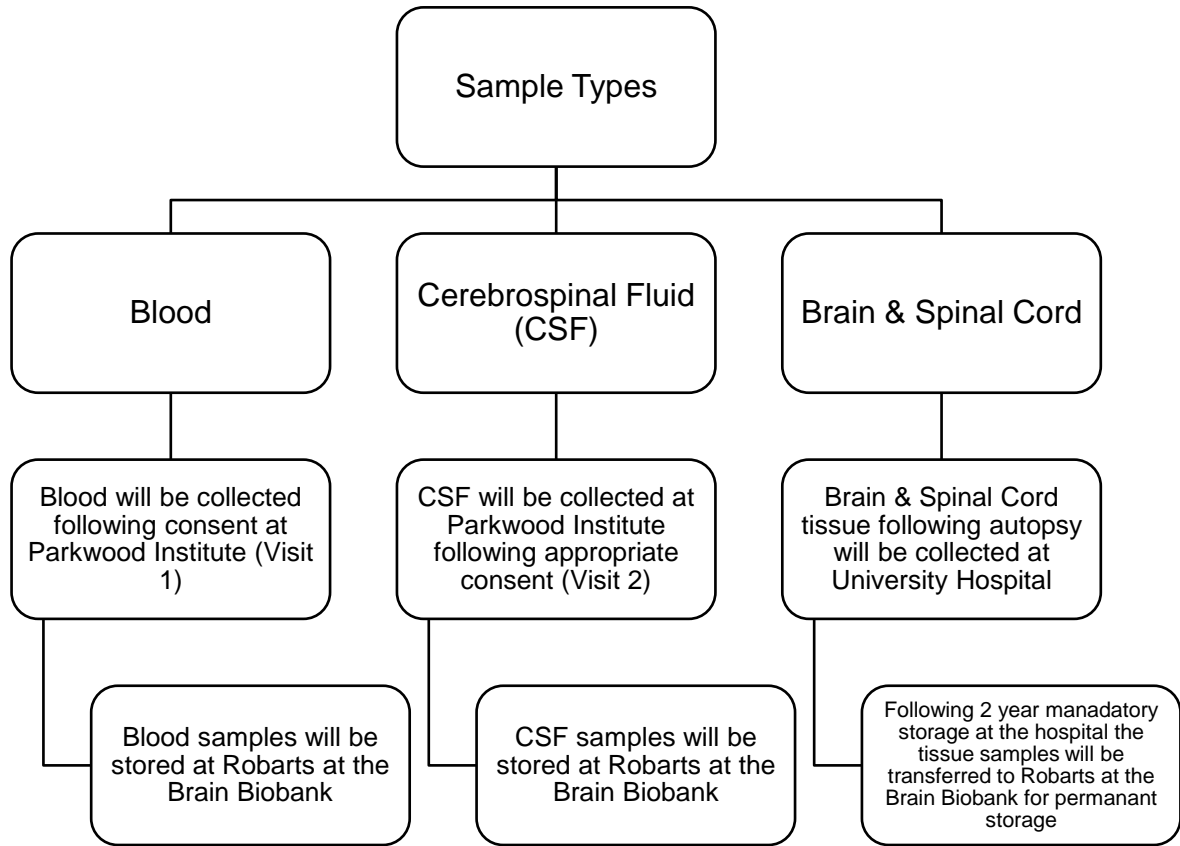 Sample Types
Blood
Cerebrospinal Fluid
(CSF)
Brain & Spinal Cord
Blood will be collected
following consent at
Parkwood Institute (Visit
1)
CSF will be collected at
Parkwood Institute
following appropriate
consent (Visit 2)
Brain & Spinal Cord
tissue following autopsy
will be collected at
University Hospital
Blood samples will be
stored at Robarts at the
Brain Biobank
CSF samples will be
stored at Robarts at the
Brain Biobank
Following 2 year manadatory
storage at the hospital the
tissue samples will be
transferred to Robarts at the
Brain Biobank for permanant
storage